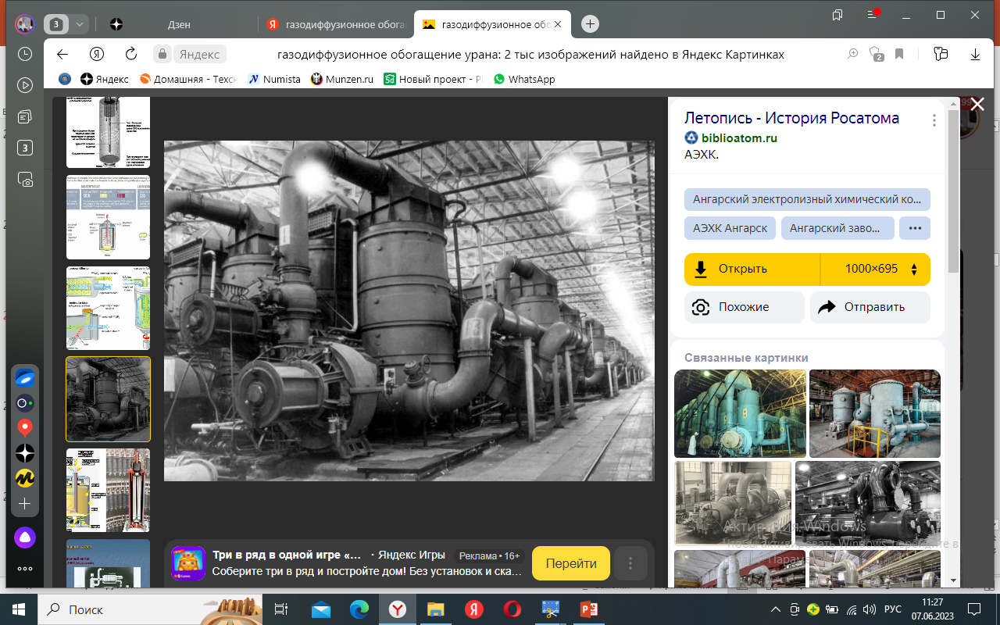 3
Дзен
газодиффузионное обога
газодиффузионное обо
Яндекс
газодиффузионное обогащение урана: 2 тыс изображений найдено в Яндекс Картинках
2
Яндекс
Домашняя - Техсн
Numista
Munzen.ru
Новый проект - Pl
WhatsApp
3
Летопись - История Росатома
biblioatom.ru
АЭХК.
Ангарский электролизный химический ко...
АЭХК Ангарск
Ангарский заво...
Открыть
1000×695
Похожие
Отправить
Связанные картинки
Активация Windows
Чтобы активировать Windows, перейдите в
Три в ряд в одной игре «... · Яндекс Игры
Реклама • 16+
Соберите три в ряд и постройте дом! Без установок и ска...
Перейти
Поиск
РУС
11:27
07.06.2023